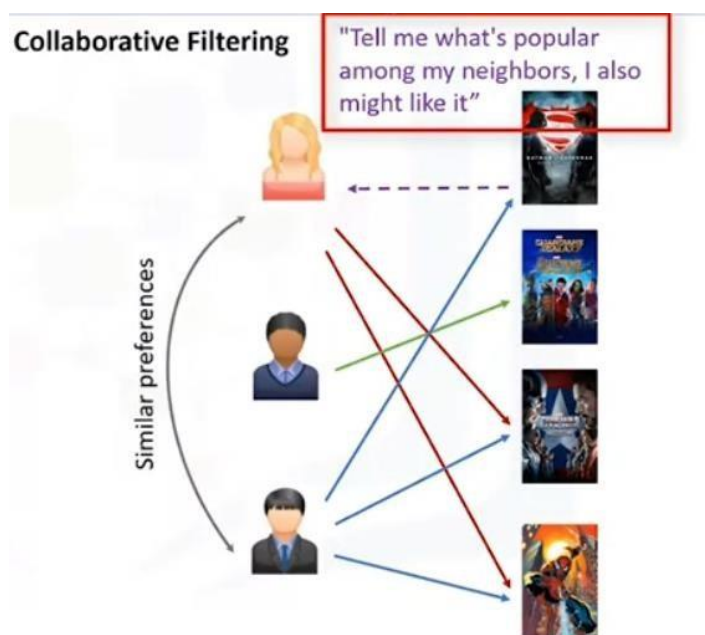 Collaborative Filtering
"Tell me what's popular
among my neighbors, I also
might like it”
Similar preferences